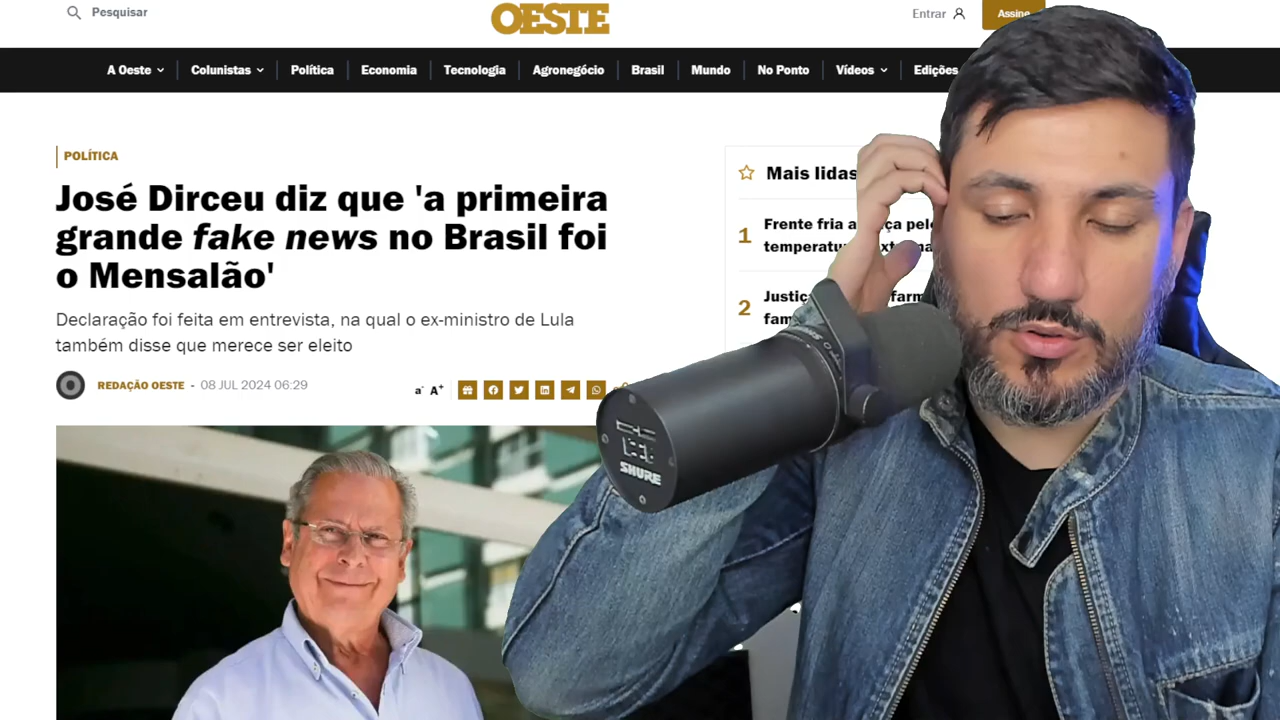 Pesquisar
OESTE
Entrar
Assine
A Oeste
Colunistas
Política
Economia
Tecnologia
Agronegócio
Brasil
Mundo
No Ponto
Vídeos
Edições
POLÍTICA
José Dirceu diz que 'a primeira
grande fake news no Brasil foi
o Mensalão'
Declaração foi feita em entrevista, na qual o ex-ministro de Lula
também disse que merece ser eleito
REDAÇÃO OESTE - 08 JUL 2024 06:29
a- A+
Mais lidas
1
Frente fria
2
SHURE